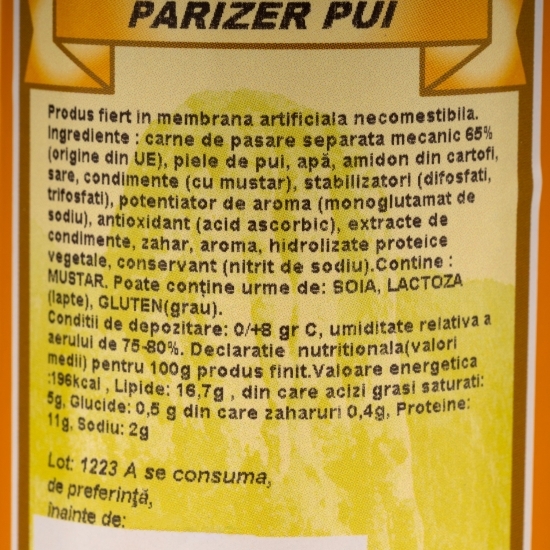 PARIZER PUI
Produs fiert in membrana artificiala necomestibila.
Ingrediente : carne de pasare separata mecanic 65%
(origine din UE), piele de pui, apă, amidon din cartofi,
sare, condimente (cu mustar), stabilizatori (difosfati,
trifosfati), potentiator de aroma (monoglutamat de
sodiu), antioxidant (acid ascorbic), extracte de
condimente, zahar, aroma, hidrolizate proteice
vegetale, conservant (nitrit de sodiu).Contine :
MUSTAR. Poate conține urme de: SOIA, LACTOZA
(lapte), GLUTEN(grau).
Conditii de depozitare: 0/+8 gr C, umiditate relativa a
aerului de 75-80%. Declaratie nutritionala(valori
medii) pentru 100g produs finit.Valoare energetica
:196kcal , Lipide: 16,7g , din care acizi grasi saturati:
5g, Glucide: 0,5 g din care zaharuri 0,4g, Proteine:
11g, Sodiu: 2g
Lot: 1223 A se consuma,
de preferinţă,
înainte de: